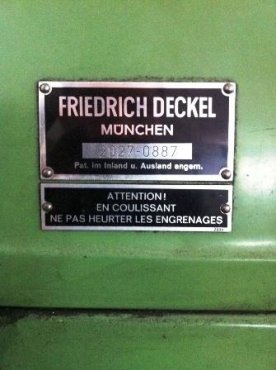 FRIEDRICH DECKEL
MÜNCHEN
2027-0887
Pat. im Inland u. Ausland angem.
ATTENTION!
EN COULISSANT
NE PAS HEURTER LES ENGRENAGES